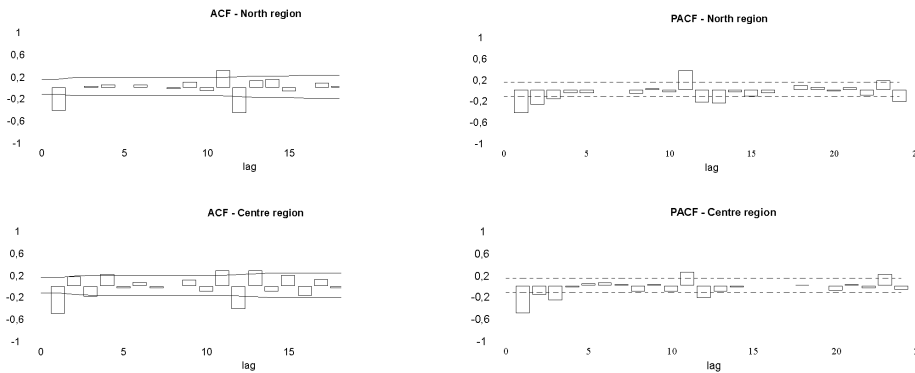 ACF - North region
1
0,6
0,2
-0,2
-0,6
-1
0 5 10 15
lag
PACF - North region
1
0,6
0,2
-0,2
-0,6
-1
0 5 10 15 20
lag
ACF - Centre region
1
0,6
0,2
-0,2
-0,6
-1
0 5 10 15
lag
PACF - Centre region
1
0,6
0,2
-0,2
-0,6
-1
0 5 10 15 20
lag